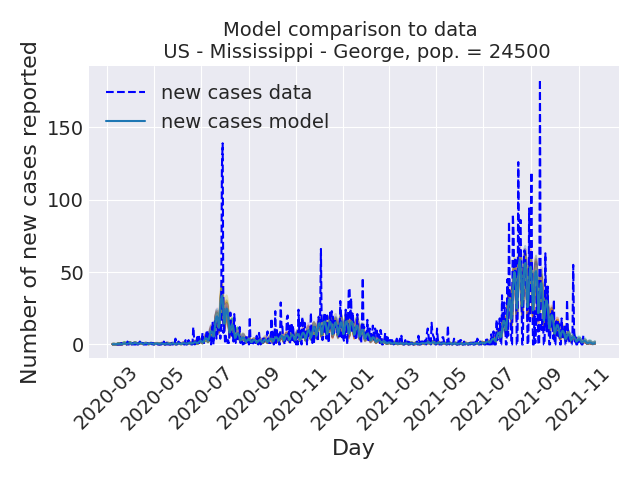 Model comparison to data
US - Mississippi - George, pop. = 24500
Number of new cases reported
150
100
50
0
new cases data
new cases model
2020-03
2020-05
2020-07
2020-09
2020-11
2021-01
2021-03
2021-05
2021-07
2021-09
2021-11
Day